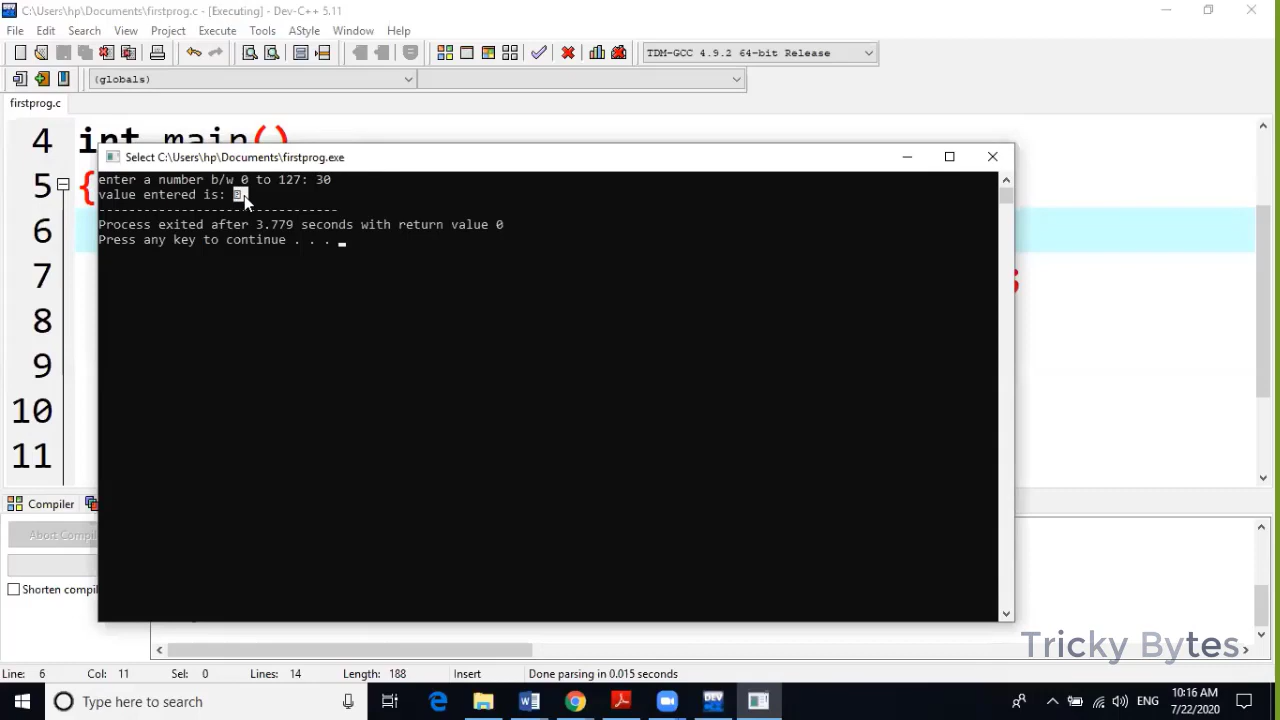 C:\Users\hp\Documents\firstprog.c - [Executing] - Dev-C++ 5.11
File Edit Search View Project Execute Tools AStyle Window Help
TDM-GCC 4.9.2 64-bit Release
(globals)
firstprog.c
4 int main()
Select C:\Users\hp\Documents\firstprog.exe
5 {
enter a number b/w 0 to 127: 30
value entered is:
--------------------------------
Process exited after 3.779 seconds with return value 0
Press any key to continue . . .
6
7
8
9
10
11
Compiler
Abort Compil
Shorten compil
Tricky Bytes
Line: 6 Col: 11 Sel: 0 Lines: 14 Length: 188 Insert Done parsing in 0.015 seconds
Type here to search
ENG
10:16 AM
7/22/2020